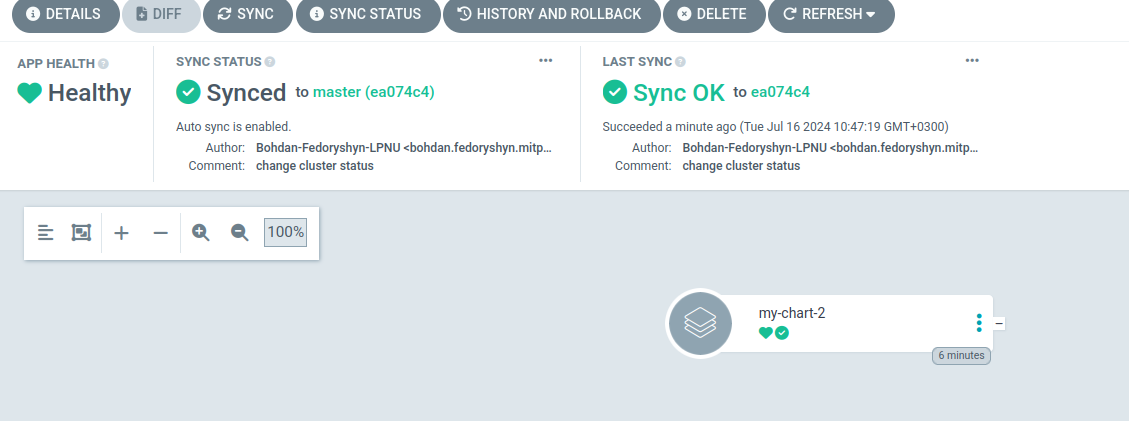 DETAILS DIFF SYNC SYNC STATUS HISTORY AND ROLLBACK DELETE REFRESH
APP HEALTH
Healthy
SYNC STATUS
Synced to master (ea074c4)
Auto sync is enabled.
Author: Bohdan-Fedoryshyn-LPNU <bohdan.fedoryshyn.mitp...
Comment: change cluster status
LAST SYNC
Sync OK to ea074c4
Succeeded a minute ago (Tue Jul 16 2024 10:47:19 GMT+0300)
Author: Bohdan-Fedoryshyn-LPNU <bohdan.fedoryshyn.mitp...
Comment: change cluster status
100%
my-chart-2
6 minutes